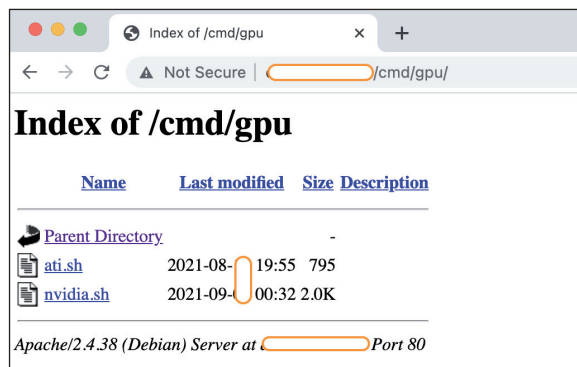 Index of /cmd/gpu
Not Secure /cmd/gpu/
Index of /cmd/gpu
Name Last modified Size Description
Parent Directory -
ati.sh 2021-08- 19:55 795
nvidia.sh 2021-09- 00:32 2.0K
Apache/2.4.38 (Debian) Server at Port 80